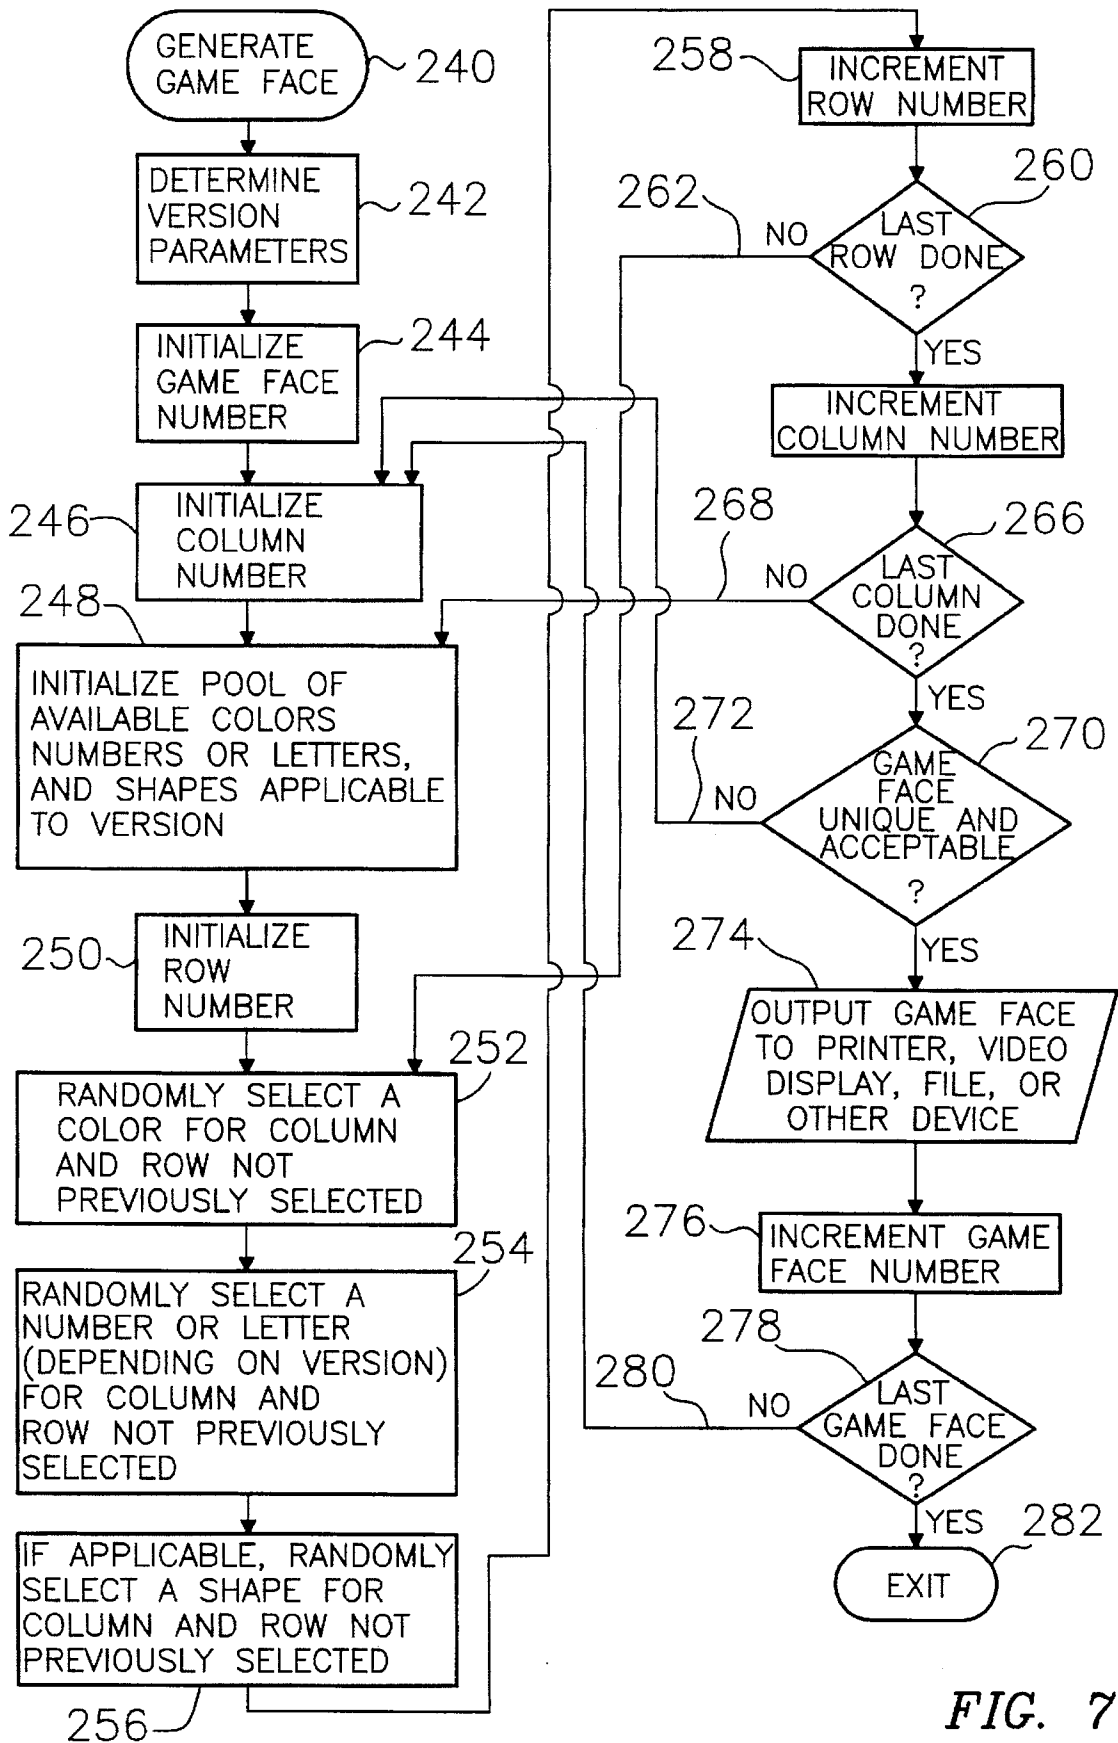 GENERATE
GAME FACE
240
DETERMINE
VERSION
PARAMETERS
242
INITIALIZE
GAME FACE
NUMBER
244
246
INITIALIZE
COLUMN
NUMBER
248
INITIALIZE POOL OF
AVAILABLE COLORS
NUMBERS OR LETTERS,
AND SHAPES APPLICABLE
TO VERSION
250
INITIALIZE
ROW
NUMBER
252
RANDOMLY SELECT A
COLOR FOR COLUMN
AND ROW NOT
PREVIOUSLY SELECTED
254
RANDOMLY SELECT A
NUMBER OR LETTER
(DEPENDING ON VERSION)
FOR COLUMN AND
ROW NOT PREVIOUSLY
SELECTED
IF APPLICABLE, RANDOMLY
SELECT A SHAPE FOR
COLUMN AND ROW NOT
PREVIOUSLY SELECTED
256
258
INCREMENT
ROW NUMBER
260
262
NO
LAST
ROW DONE
?
YES
INCREMENT
COLUMN NUMBER
268
266
NO
LAST
COLUMN
DONE
?
YES
272
270
NO
GAME
FACE
UNIQUE AND
ACCEPTABLE
?
YES
274
OUTPUT GAME FACE
TO PRINTER, VIDEO
DISPLAY, FILE, OR
OTHER DEVICE
276
INCREMENT GAME
FACE NUMBER
278
280
NO
LAST
GAME FACE
DONE
?
YES
282
EXIT
FIG. 7